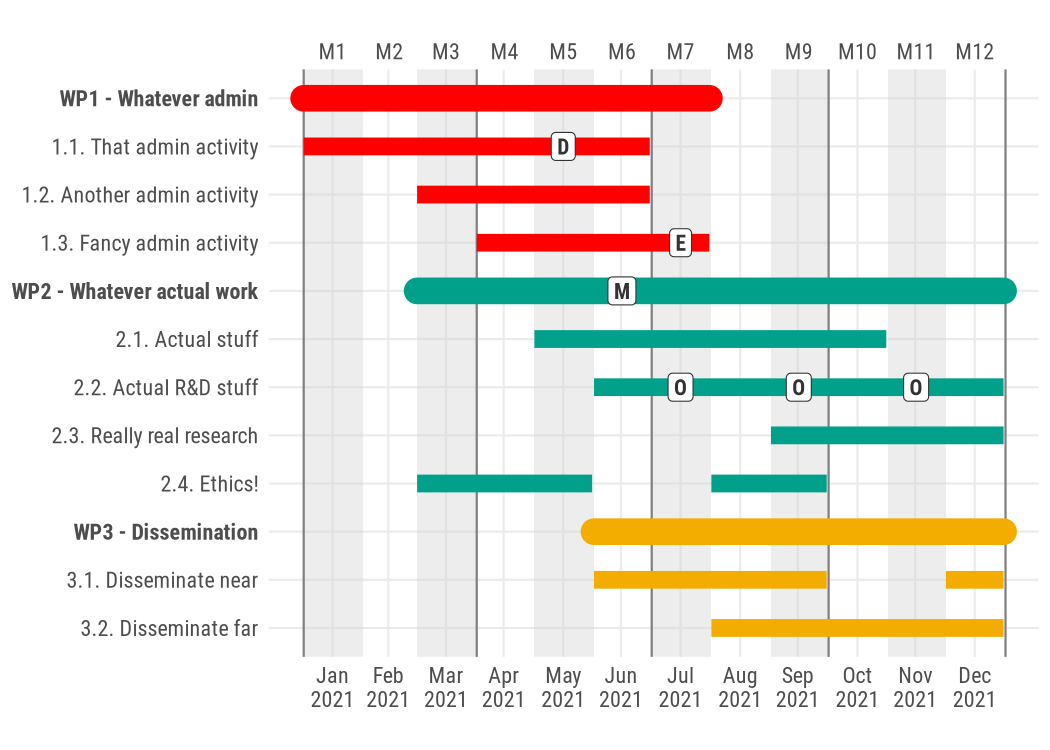 M1 M2 M3 M4 M5 M6 M7 M8 M9 M10 M11 M12
WP1 - Whatever admin
1.1. That admin activity D
1.2. Another admin activity
1.3. Fancy admin activity E
WP2 - Whatever actual work M
2.1. Actual stuff
2.2. Actual R&D stuff O O O
2.3. Really real research
2.4. Ethics!
WP3 - Dissemination
3.1. Disseminate near
3.2. Disseminate far
Jan Feb Mar Apr May Jun Jul Aug Sep Oct Nov Dec
2021 2021 2021 2021 2021 2021 2021 2021 2021 2021 2021 2021